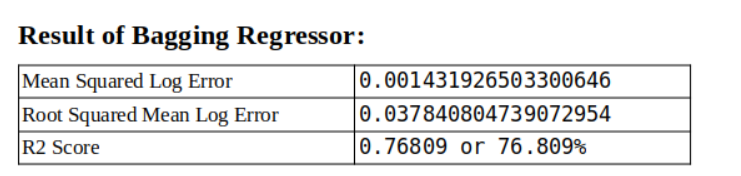 Result of Bagging Regressor:
Mean Squared Log Error 0.001431926503300646
Root Squared Mean Log Error 0.037840804739072954
R2 Score 0.76809 or 76.809%